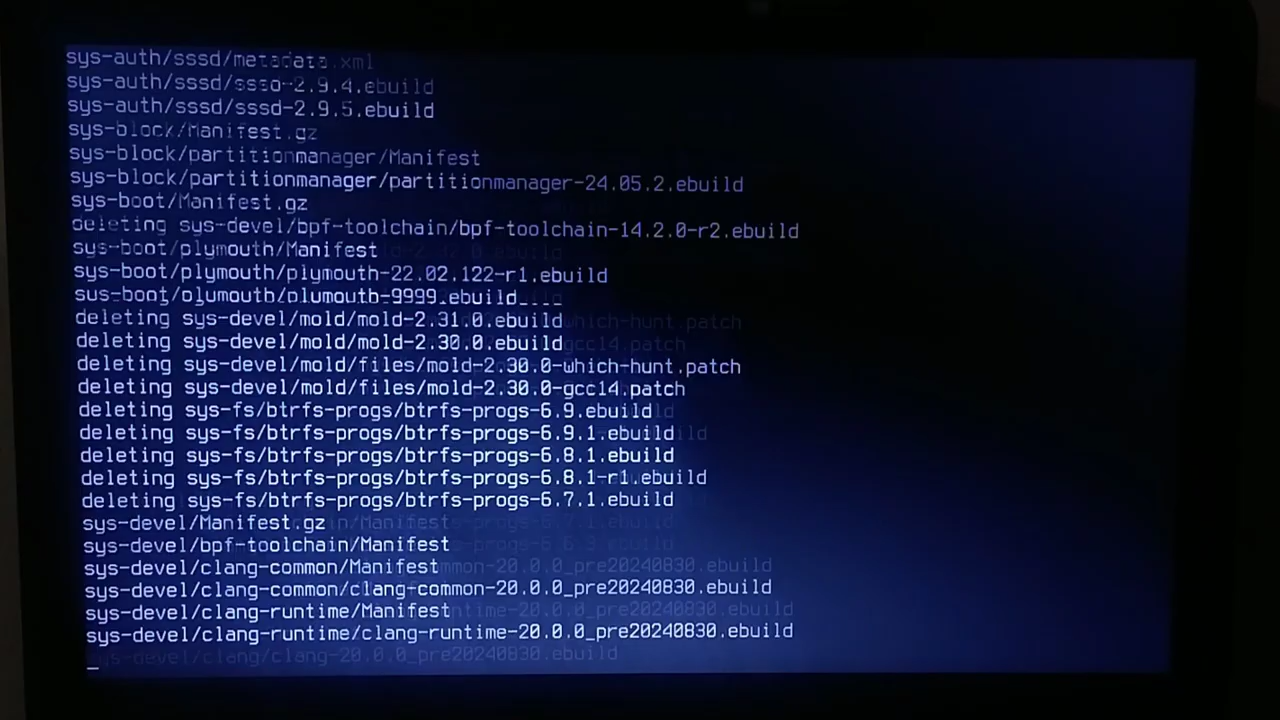 sys-auth/sssd/metadata.xml
sys-auth/sssd/sssd-2.9.4.ebuild
sys-auth/sssd/sssd-2.9.5.ebuild
sys-block/Manifest.gz
sys-block/partitionmanager/Manifest
sys-block/partitionmanager/partitionmanager-24.05.2.ebuild
sys-boot/Manifest.gz
deleting sys-devel/bpf-toolchain/bpf-toolchain-14.2.0-r2.ebuild
sys-boot/plymouth/Manifest
sys-boot/plymouth/plymouth-22.02.122-r1.ebuild
sys-boot/plymouth/plymouth-9999.ebuild
deleting sys-devel/mold/mold-2.31.0.ebuild
deleting sys-devel/mold/mold-2.30.0.ebuild
deleting sys-devel/mold/files/mold-2.30.0-which-hunt.patch
deleting sys-devel/mold/files/mold-2.30.0-gcc14.patch
deleting sys-fs/btrfs-progs/btrfs-progs-6.9.ebuild
deleting sys-fs/btrfs-progs/btrfs-progs-6.9.1.ebuild
deleting sys-fs/btrfs-progs/btrfs-progs-6.8.1.ebuild
deleting sys-fs/btrfs-progs/btrfs-progs-6.8.1-r1.ebuild
deleting sys-fs/btrfs-progs/btrfs-progs-6.7.1.ebuild
sys-devel/Manifest.gz
sys-devel/bpf-toolchain/Manifest
sys-devel/clang-common/Manifest
sys-devel/clang-common/clang-common-20.0.0_pre20240830.ebuild
sys-devel/clang-runtime/Manifest
sys-devel/clang-runtime/clang-runtime-20.0.0_pre20240830.ebuild
sys-devel/clang/clang-20.0.0_pre20240830.ebuild